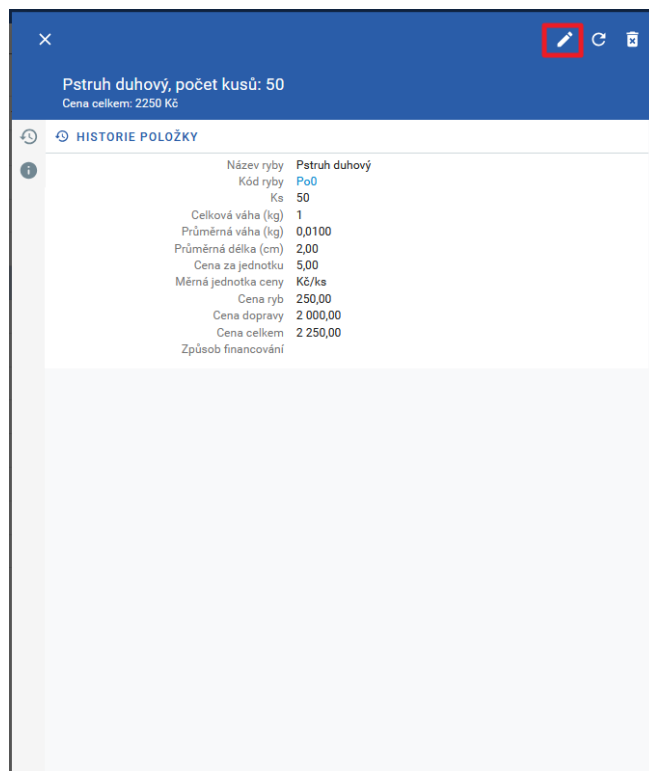 Pstruh duhový, počet kusů: 50
Cena celkem: 2250 Kč
HISTORIE POLOŽKY
Název ryby Pstruh duhový
Kód ryby Po0
Ks 50
Celková váha (kg) 1
Průměrná váha (kg) 0,0100
Průměrná délka (cm) 2,00
Cena za jednotku 5,00
Měrná jednotka ceny Kč/ks
Cena ryb 250,00
Cena dopravy 2 000,00
Cena celkem 2 250,00
Způsob financování